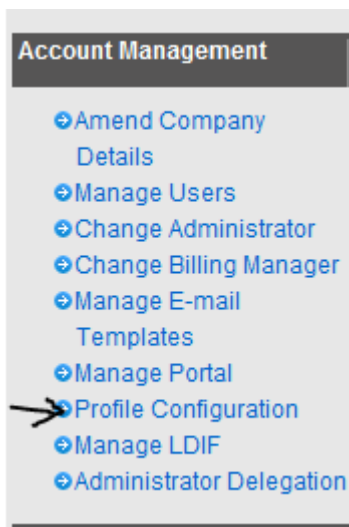 Account Management
Amend Company
Details
Manage Users
Change Administrator
Change Billing Manager
Manage E-mail
Templates
Manage Portal
Profile Configuration
Manage LDIF
Administrator Delegation